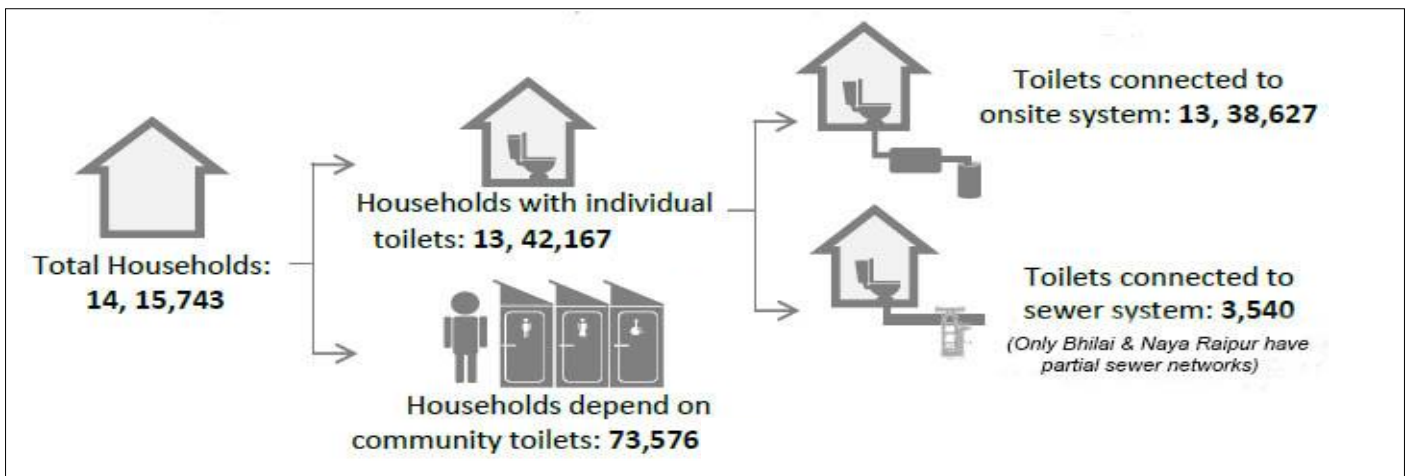 Total Households:
14, 15,743
Households with individual
toilets: 13, 42,167
Households depend on
community toilets: 73,576
Toilets connected to
onsite system: 13, 38,627
Toilets connected to
sewer system: 3,540
(Only Bhilai & Naya Raipur have
partial sewer networks)